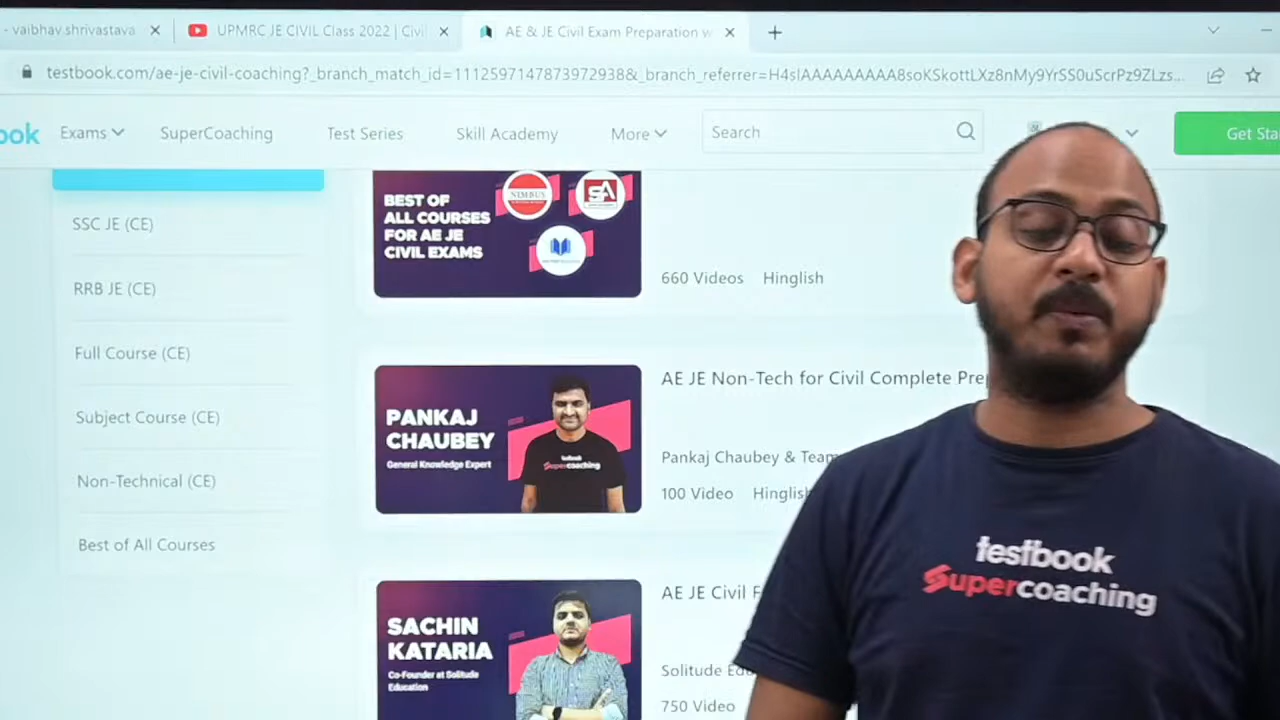 - vaibhav shrivastava
UPMRC JE CIVIL Class 2022 | Civil
AE & JE Civil Exam Preparation w
testbook.com/ae-je-civil-coaching?_branch_match_id=1112597147873972938&_branch_referrer=
ook
Exams
SuperCoaching
Test Series
Skill Academy
More
Search
Get Sta
SSC JE (CE)
RRB JE (CE)
Full Course (CE)
Subject Course (CE)
Non-Technical (CE)
Best of All Courses
BEST OF
ALL COURSES
FOR AE JE
CIVIL EXAMS
NIMBUS
SA
660 Videos Hinglish
PANKAJ
CHAUBEY
General Knowledge Expert
testbook
Supercoaching
AE JE Non-Tech for Civil Complete Pre
Pankaj Chaubey & Team
100 Video Hinglish
SACHIN
KATARIA
Co-Founder at Solitude
Education
AE JE Civil F
Solitude Edu
750 Video
testbook
Supercoaching